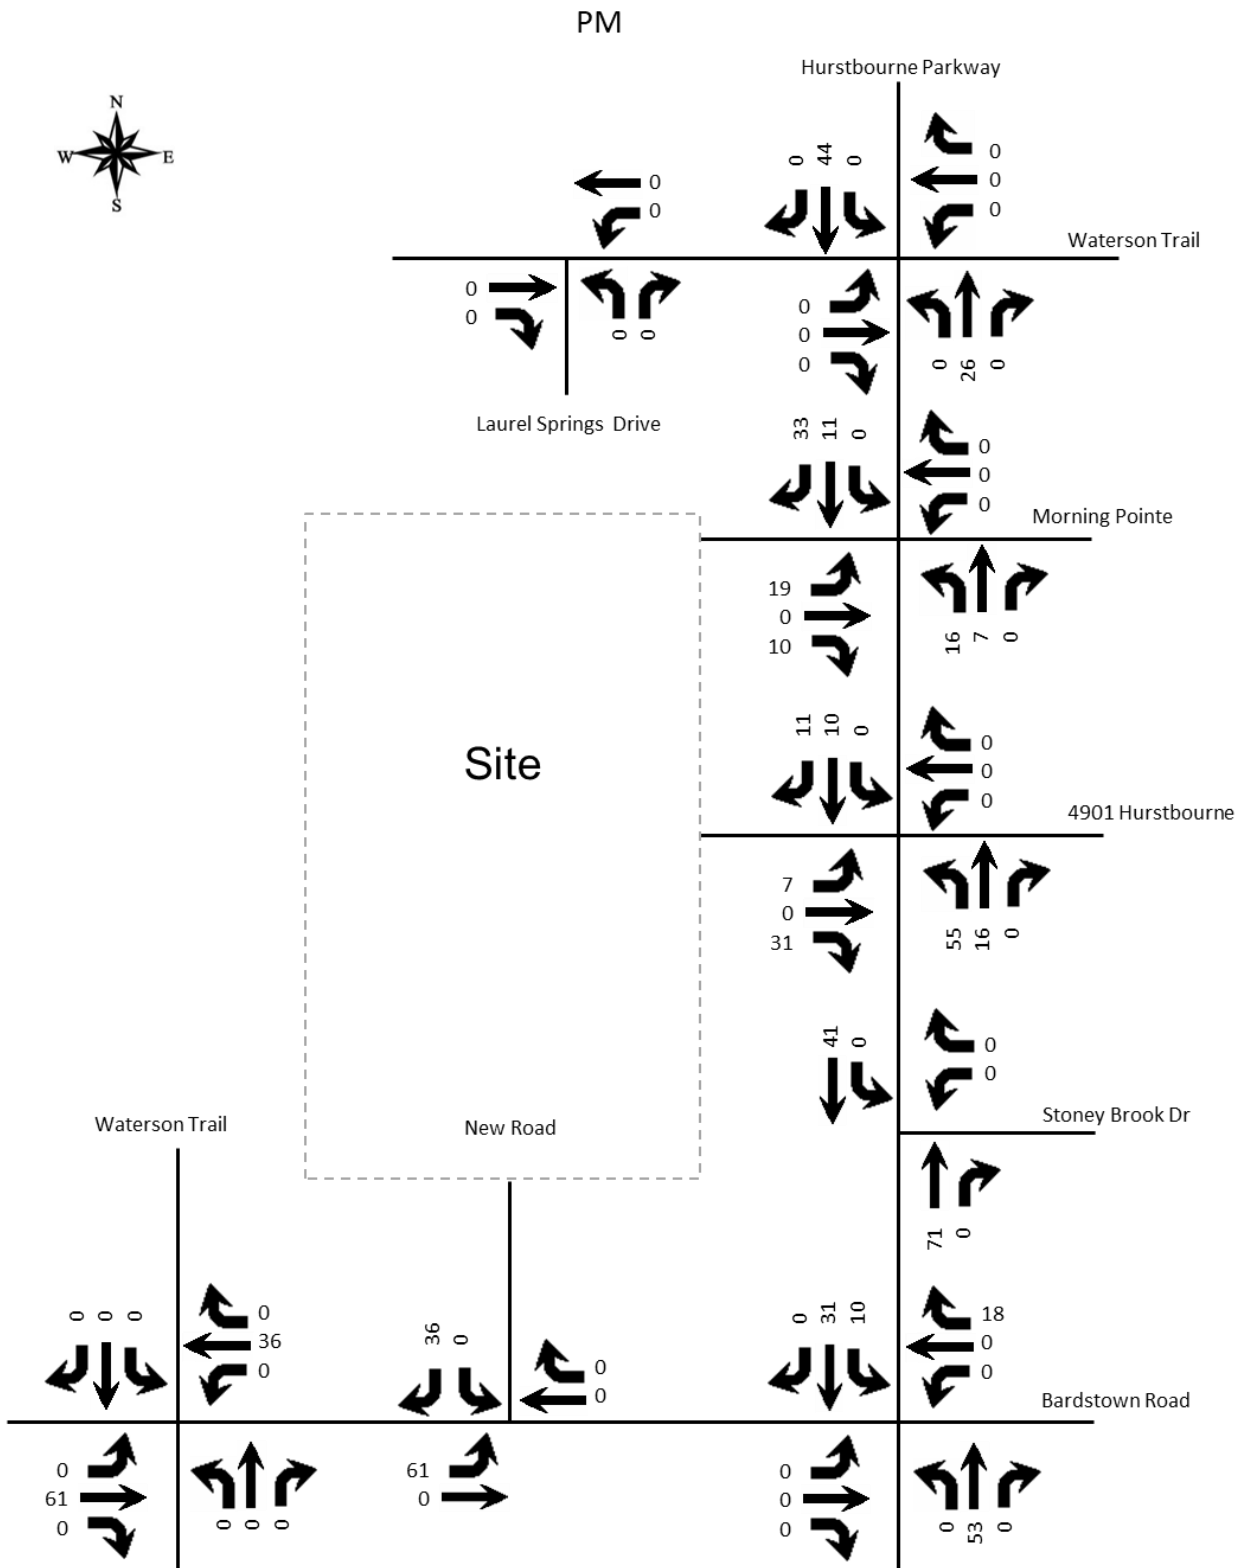 PM
Hurstbourne Parkway
N
W E
S
0 44 0
0
0
0
0
0
Waterson Trail
0
0
0 0
0
0
0
0 26 0
Laurel Springs Drive
33 11 0
0
0
0
Morning Pointe
19
0
10
16 7 0
Site
11 10 0
0
0
0
4901 Hurstbourne
7
0
31
55 16 0
41 0
0
0
Stoney Brook Dr
71 0
Waterson Trail
New Road
0 0 0
0
36
0
36 0
0
0
0 31 10
18
0
0
Bardstown Road
0
61
0
0 0 0
61
0
0
0
0
0 53 0